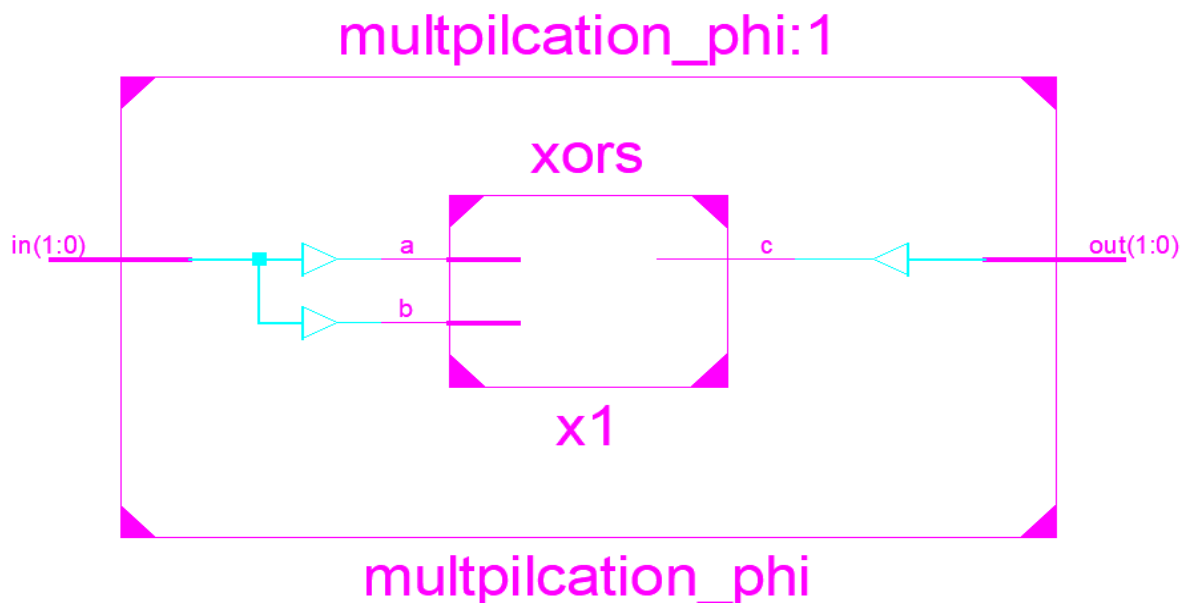 multpilcation_phi:1
xors
in(1:0)
a
c
out(1:0)
b
x1
multpilcation_phi